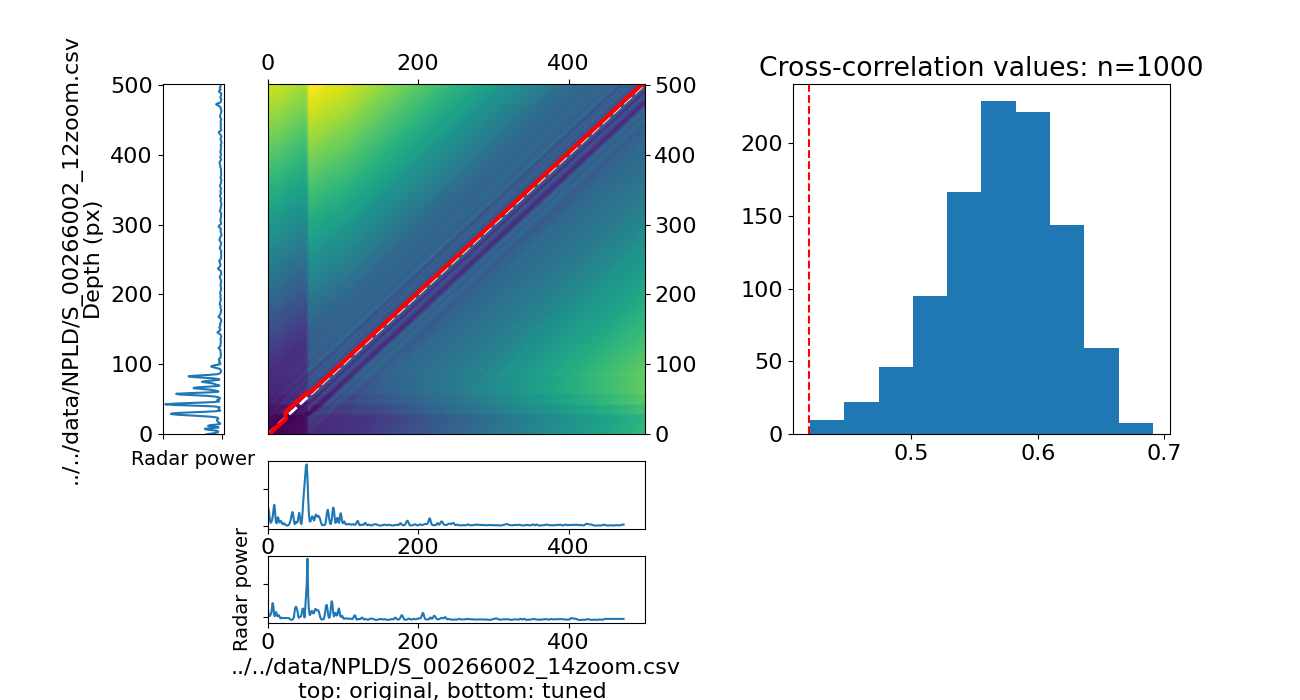 Cross-correlation values: n=1000
../../data/NPLD/S_00266002_12zoom.csv
Depth (px)
500
400
300
200
100
0
Radar power
0 200 400
500
400
300
200
100
0
200
150
100
50
0
0.5 0.6 0.7
0 200 400
Radar power
0 200 400
../../data/NPLD/S_00266002_14zoom.csv
top: original, bottom: tuned